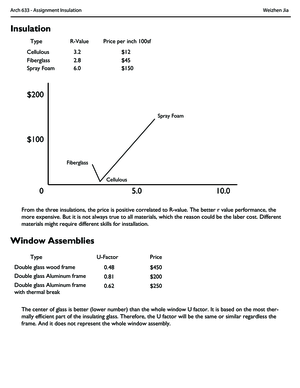 Arch 633 - Assignment Insulation Weizhen Jia
Insulation
Type R-Value Price per inch 100sf
Cellulous 3.2 $12
Fiberglass 2.8 $45
Spray Foam 6.0 $150
$200
Spray Foam
$100
Fiberglass
Cellulous
0 5.0 10.0
From the three insulations, the price is positive correlated to R-value. The better r value performance, the
more expensive. But it is not always true to all materials, which the reason could be the laber cost. Different
materials might require different skills for installation.
Window Assemblies
Type U-Factor Price
Double glass wood frame 0.48 $450
Double glass Aluminum frame 0.81 $200
Double glass Aluminum frame 0.62 $250
with thermal break
The center of glass is better (lower number) than the whole window U factor. It is based on the most ther-
mally efficient part of the insulating glass. Therefore, the U factor will be the same or similar regardless the
frame. And it does not represent the whole window assembly.